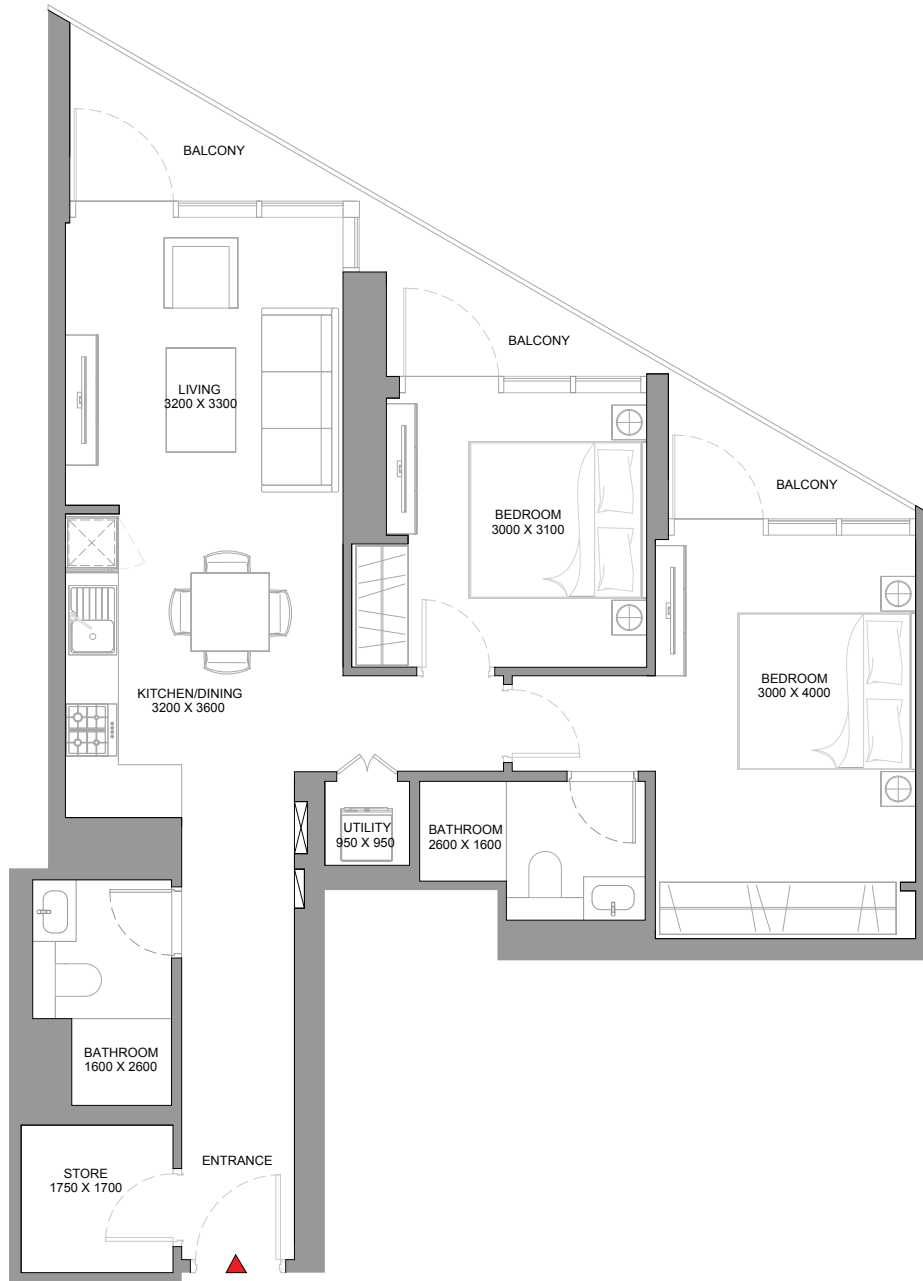 BALCONY
BALCONY
LIVING
3200 X 3300
BALCONY
BEDROOM
3000 X 3100
BEDROOM
3000 X 4000
KITCHEN/DINING
3200 X 3600
UTILITY
950 X 950
BATHROOM
2600 X 1600
BATHROOM
1600 X 2600
ENTRANCE
STORE
1750 X 1700